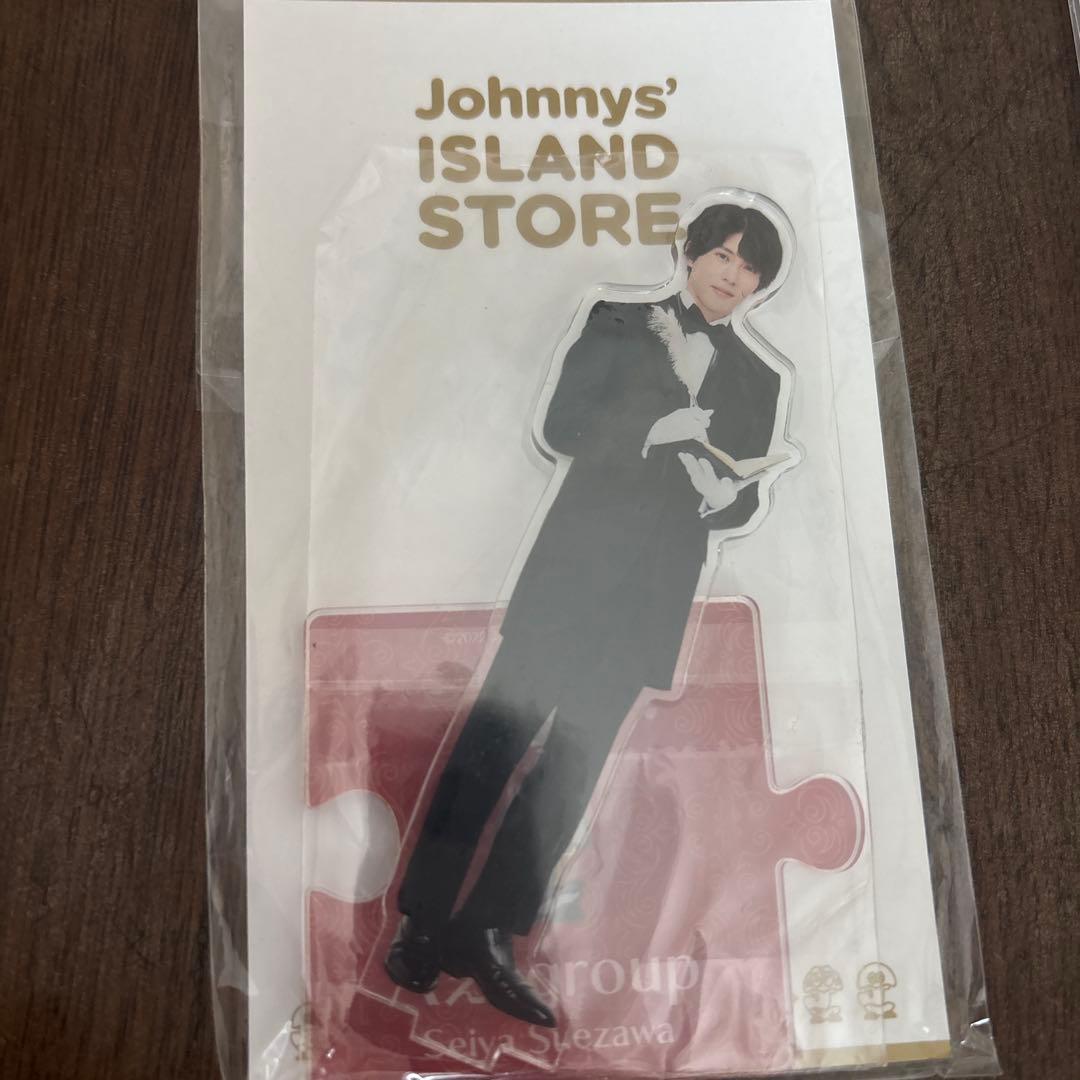 Johnnys'
ISLAND
STORE
group
Seiya Suezawa